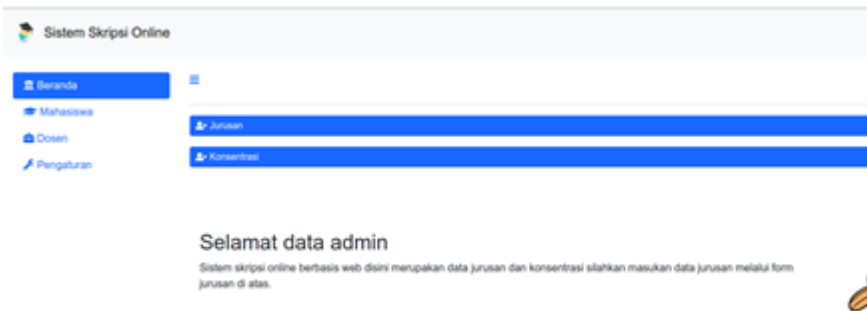 Sistem Skripsi Online
Beranda
Mahasiswa
Dosen
Pengaturan
Jurusan
Konsentrasi
Selamat data admin
Sistem skripsi online berbasis web disini merupakan data jurusan dan konsentrasi silahkan masukan data jurusan melalui form
jurusan di atas.